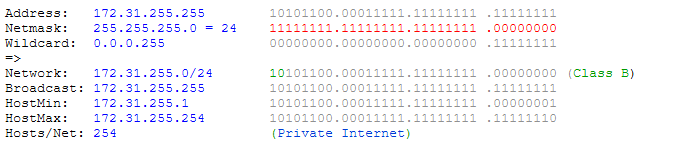 Address:   172.31.255.255        10101100.00011111.11111111 .11111111
Netmask:   255.255.255.0 = 24    11111111.11111111.11111111 .00000000
Wildcard:  0.0.0.255             00000000.00000000.00000000 .11111111
=>
Network:   172.31.255.0/24       10101100.00011111.11111111 .00000000 (Class B)
Broadcast: 172.31.255.255        10101100.00011111.11111111 .11111111
HostMin:   172.31.255.1          10101100.00011111.11111111 .00000001
HostMax:   172.31.255.254        10101100.00011111.11111111 .11111110
Hosts/Net: 254                   (Private Internet)